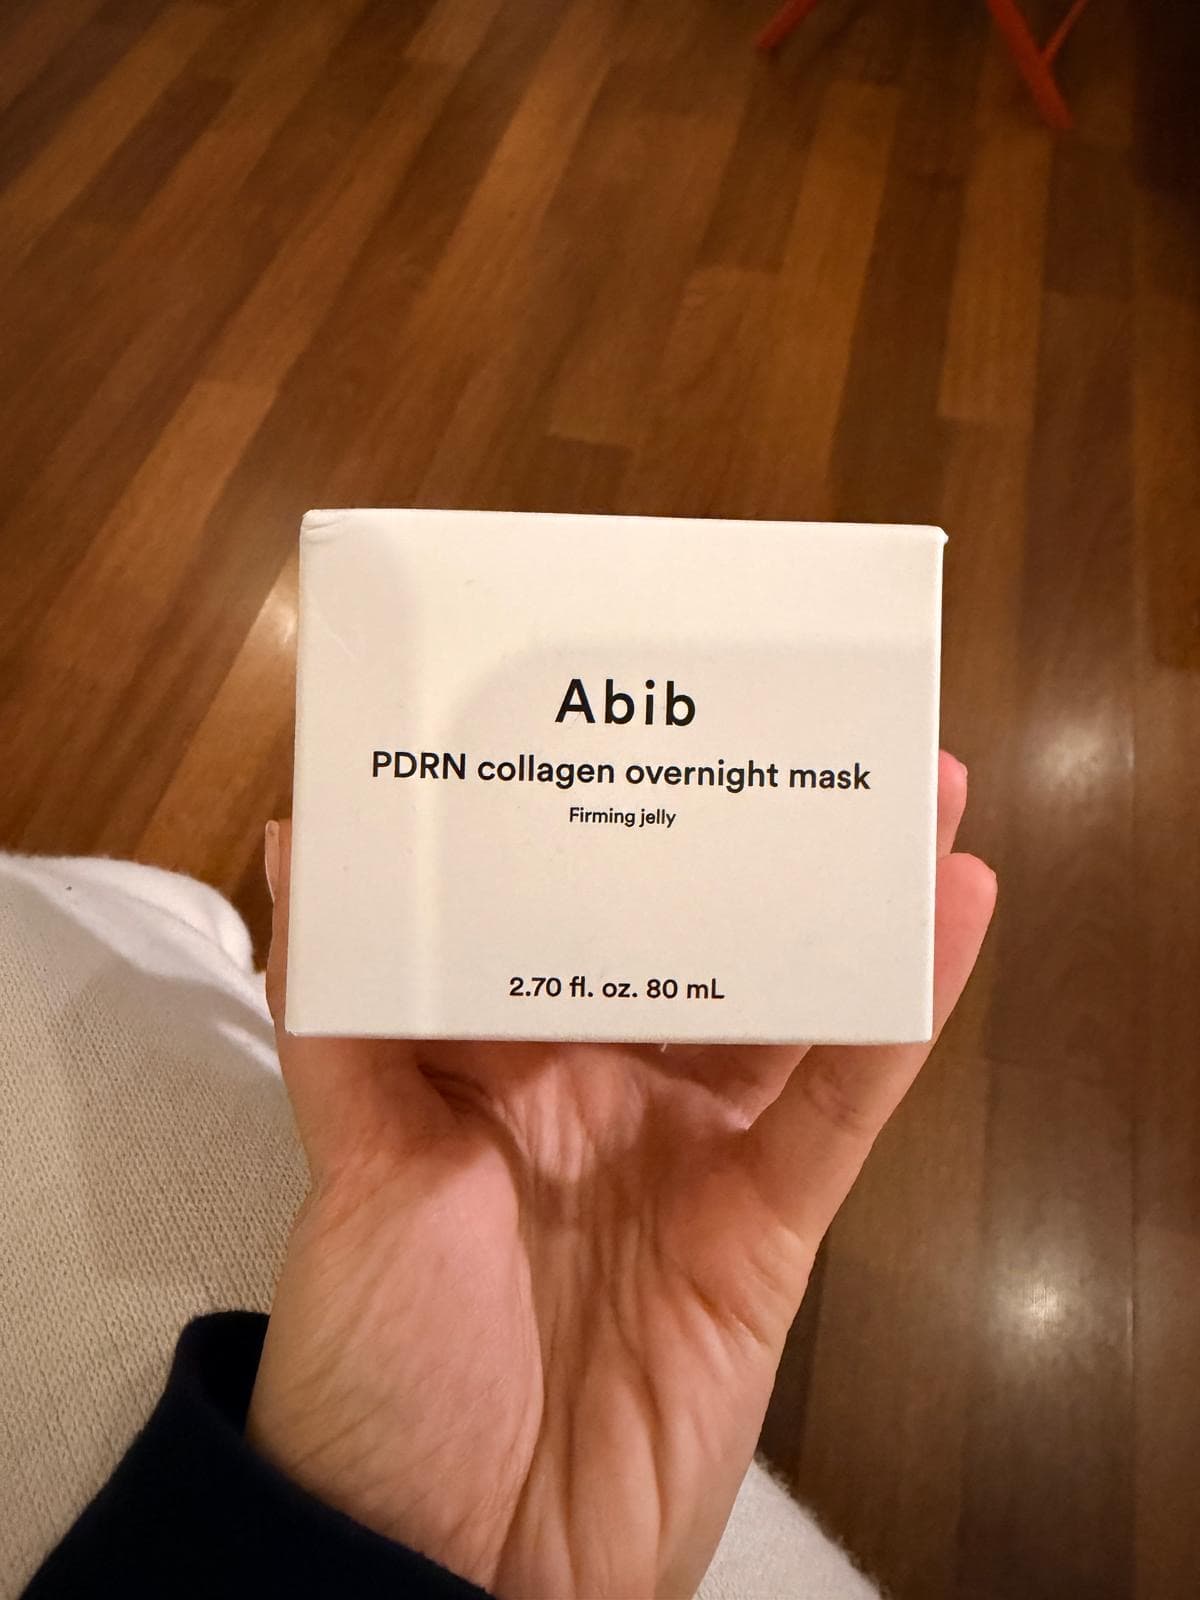 Abib
PDRN collagen overnight mask
Firming jelly
2.70 fl. oz. 80 mL